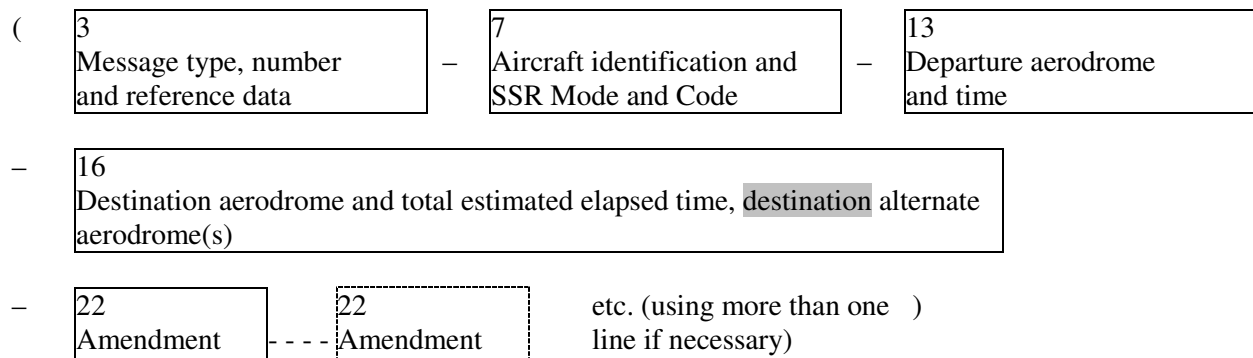 ( 3 7 13
Message type, number – Aircraft identification and – Departure aerodrome
and reference data SSR Mode and Code and time
– 16
Destination aerodrome and total estimated elapsed time, destination alternate
aerodrome(s)
– 22 22 etc. (using more than one )
Amendment - - - - Amendment line if necessary)